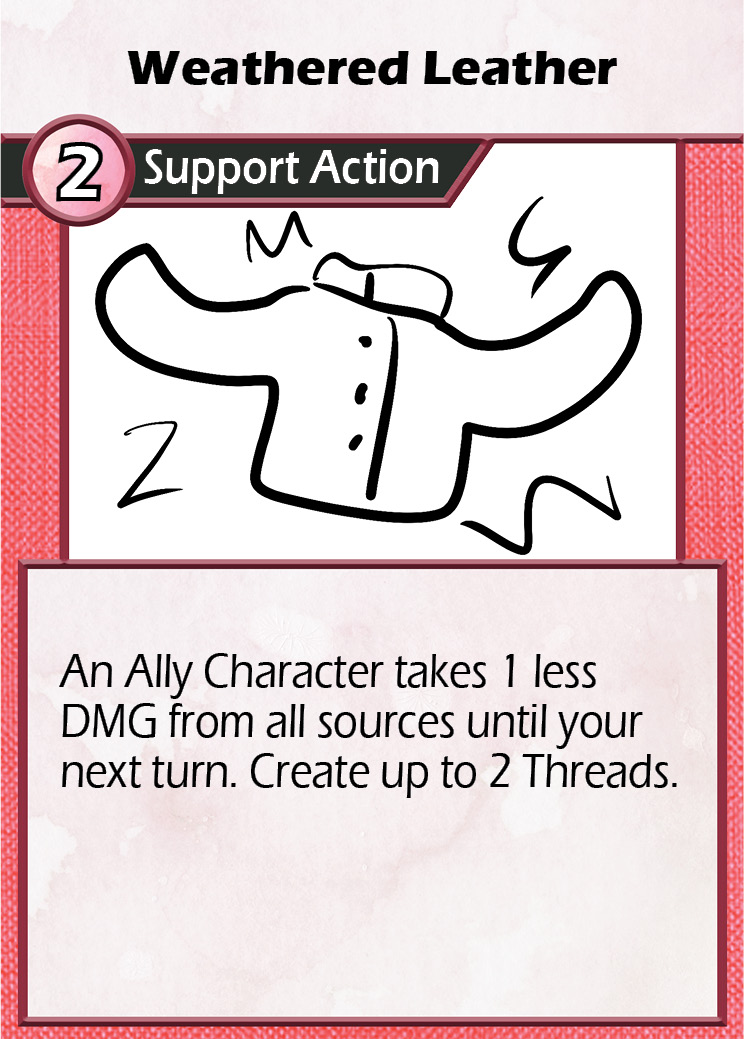 Weathered Leather
2 Support Action
An Ally Character takes 1 less
DMG from all sources until your
next turn. Create up to 2 Threads.